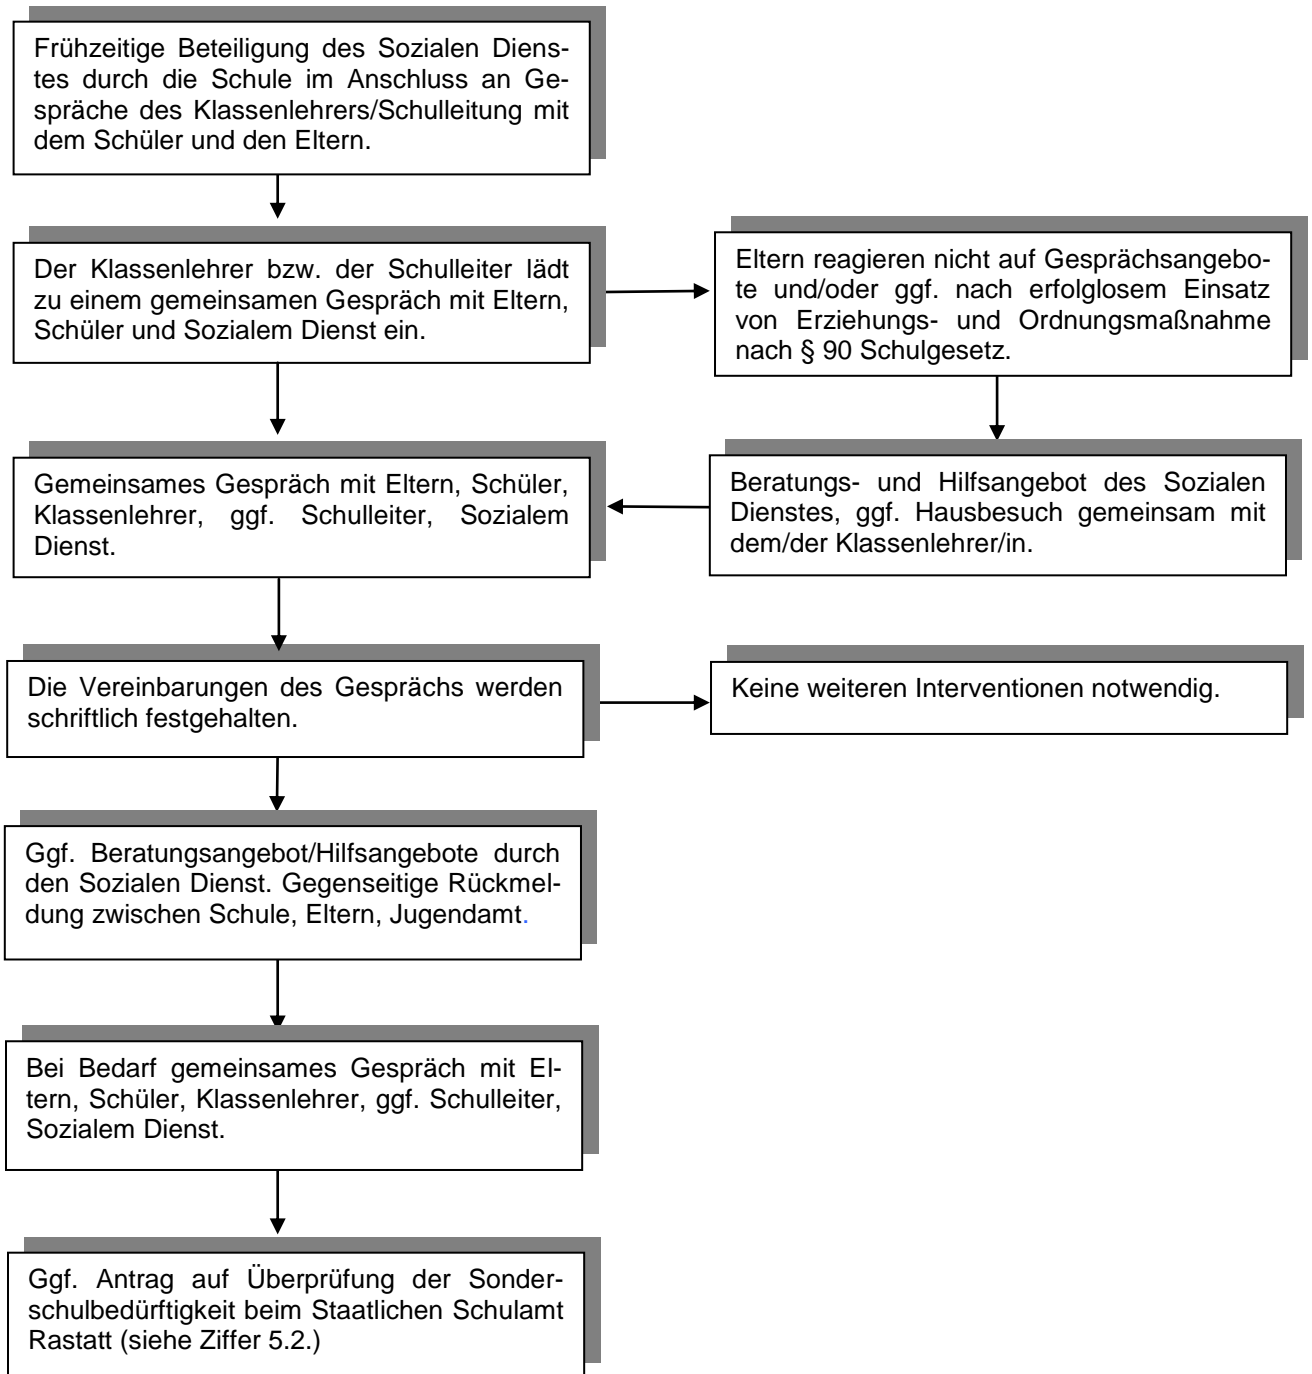 Frühzeitige Beteiligung des Sozialen Diens-
tes durch die Schule im Anschluss an Ge-
spräche des Klassenlehrers/Schulleitung mit
dem Schüler und den Eltern.
Der Klassenlehrer bzw. der Schulleiter lädt
zu einem gemeinsamen Gespräch mit Eltern,
Schüler und Sozialem Dienst ein.
Eltern reagieren nicht auf Gesprächsangebo-
te und/oder ggf. nach erfolglosem Einsatz
von Erziehungs- und Ordnungsmaßnahme
nach § 90 Schulgesetz.
Gemeinsames Gespräch mit Eltern, Schüler,
Klassenlehrer, ggf. Schulleiter, Sozialem
Dienst.
Beratungs- und Hilfsangebot des Sozialen
Dienstes, ggf. Hausbesuch gemeinsam mit
dem/der Klassenlehrer/in.
Die Vereinbarungen des Gesprächs werden
schriftlich festgehalten.
Keine weiteren Interventionen notwendig.
Ggf. Beratungsangebot/Hilfsangebote durch
den Sozialen Dienst. Gegenseitige Rückmel-
dung zwischen Schule, Eltern, Jugendamt.
Bei Bedarf gemeinsames Gespräch mit El-
tern, Schüler, Klassenlehrer, ggf. Schulleiter,
Sozialem Dienst.
Ggf. Antrag auf Überprüfung der Sonder-
schulbedürftigkeit beim Staatlichen Schulamt
Rastatt (siehe Ziffer 5.2.)